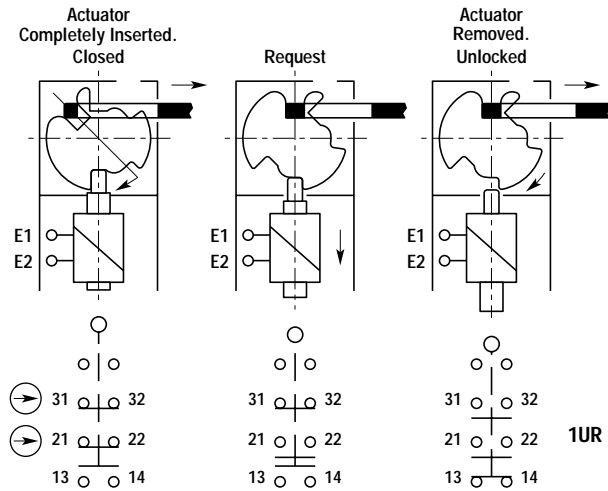 Actuator
Completely Inserted.
Closed
Request
Actuator
Removed.
Unlocked
E1
E2
E1
E2
E1
E2
31 32
21 22
13 14
31 32
21 22
13 14
31 32
21 22
13 14
1UR